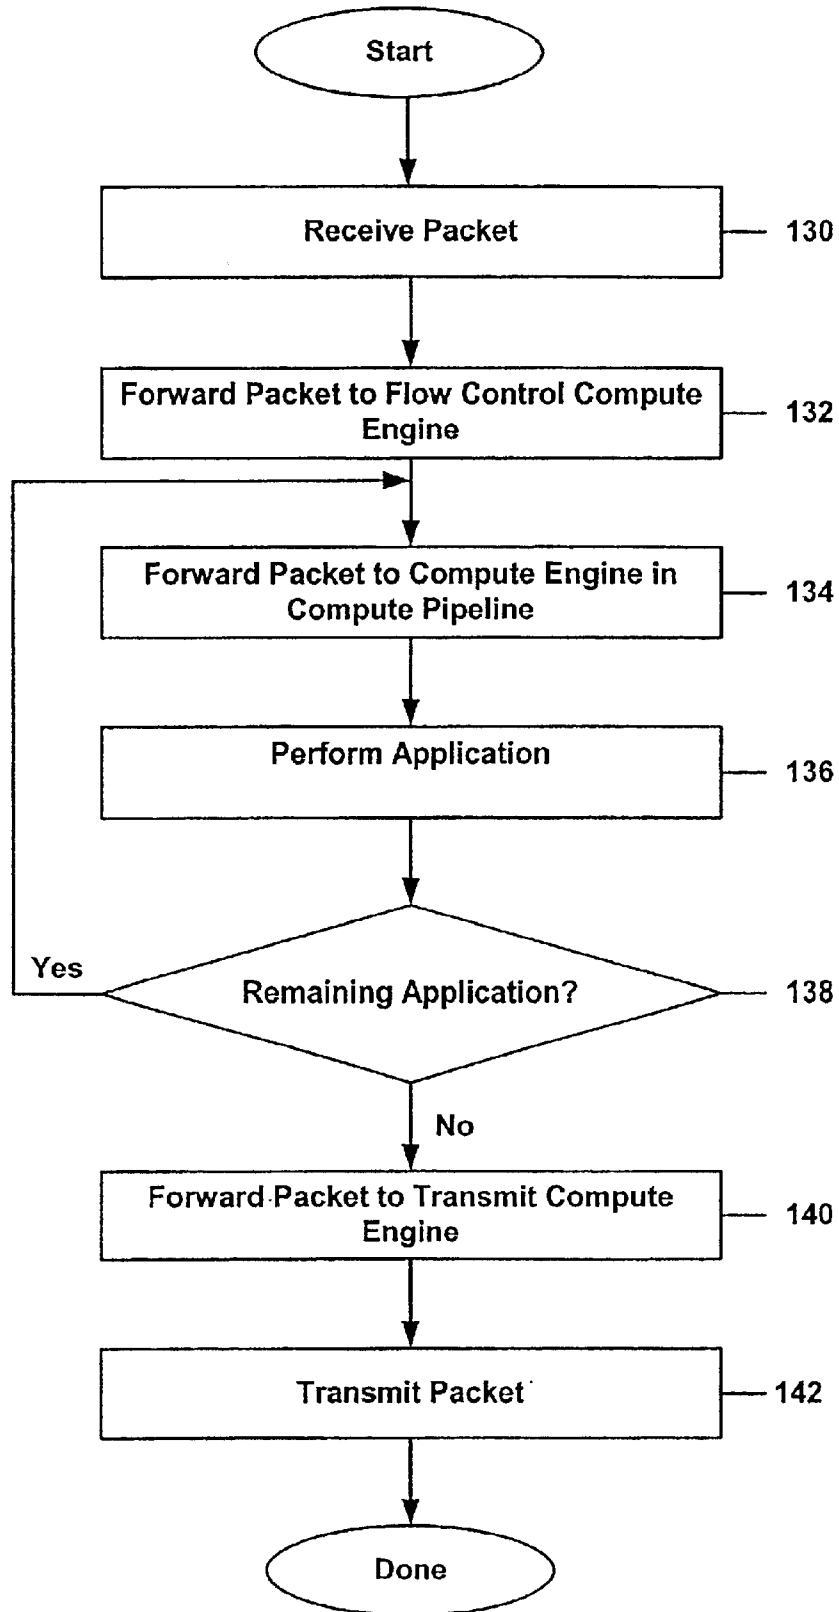 Start
Receive Packet
130
Forward Packet to Flow Control Compute
Engine
132
Forward Packet to Compute Engine in
Compute Pipeline
134
Perform Application
136
Yes
Remaining Application?
138
No
Forward Packet to Transmit Compute
Engine
140
Transmit Packet
142
Done